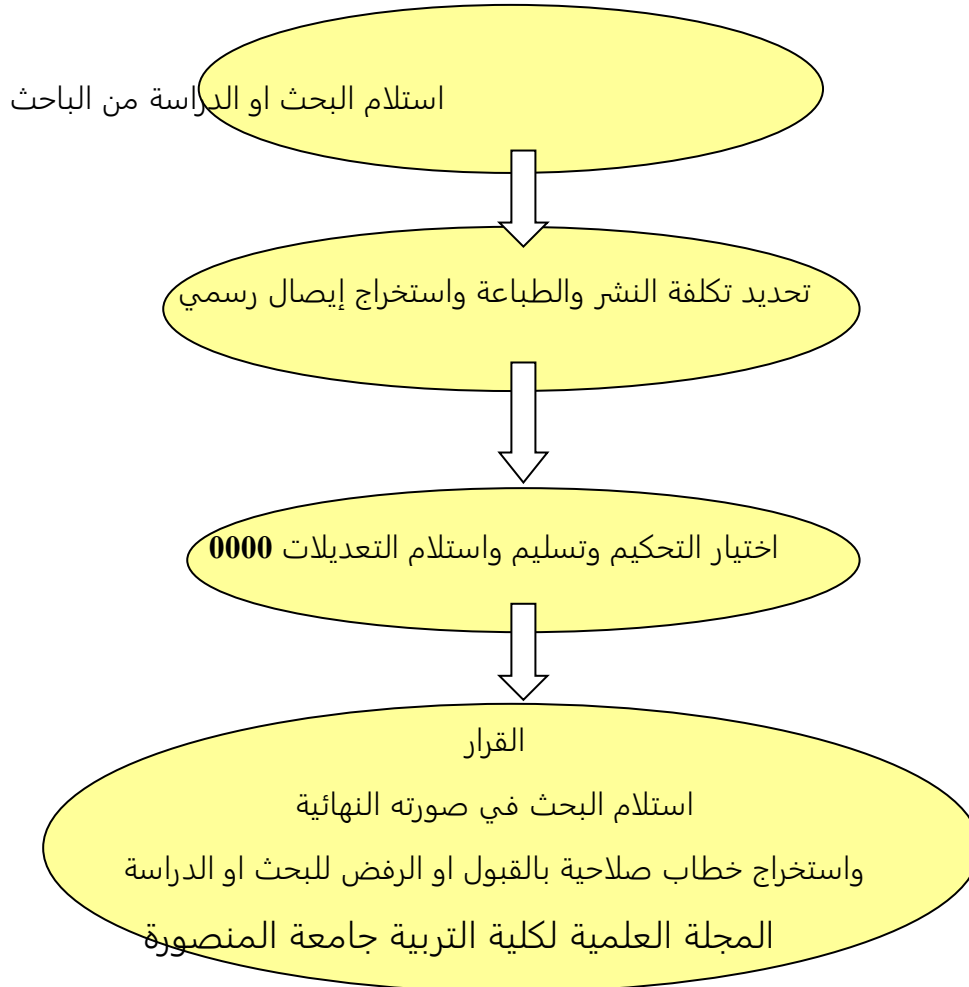 استلام البحث او الدراسة من الباحث
تحديد تكلفة النشر والطباعة واستخراج إيصال رسمي
اختيار التحكيم وتسليم واستلام التعديلات 0000
القرار
استلام البحث في صورته النهائية
واستخراج خطاب صلاحية بالقبول او الرفض للبحث او الدراسة
المجلة العلمية لكلية التربية جامعة المنصورة